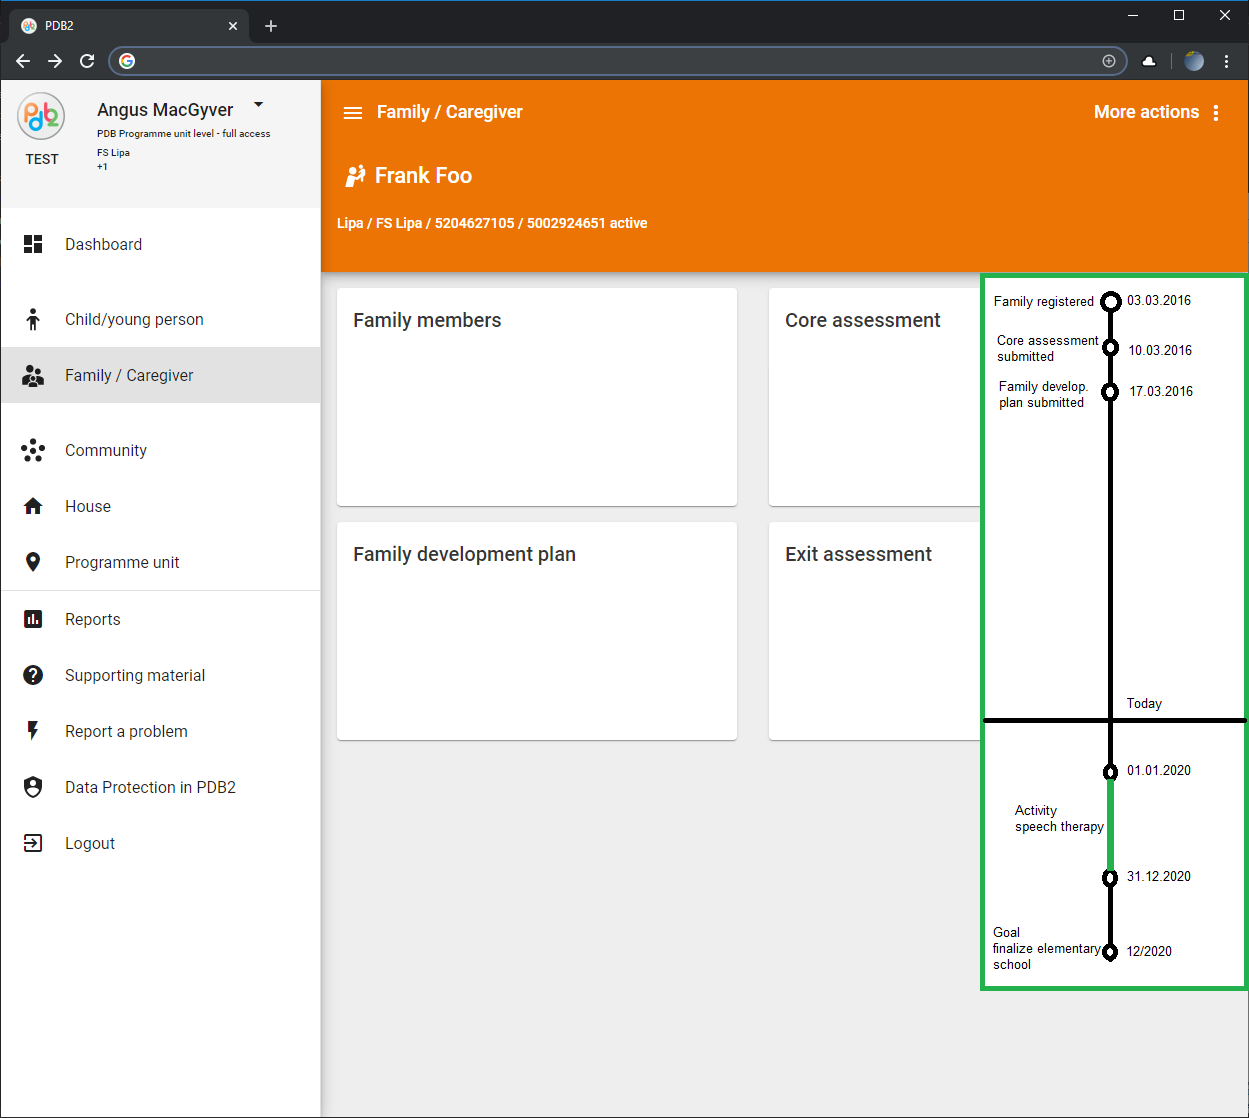 PDB2
Angus MacGyver
PDB Programme unit level - full access
FS Lipa
+1
pdb2
TEST
Dashboard
Child/young person
Family / Caregiver
Community
House
Programme unit
Reports
Supporting material
Report a problem
Data Protection in PDB2
Logout
Family / Caregiver
More actions
Frank Foo
Lipa / FS Lipa / 5204627105 / 5002924651 active
Family members
Core assessment
Family development plan
Exit assessment
Family registered
03.03.2016
Core assessment
submitted
10.03.2016
Family develop.
plan submitted
17.03.2016
Today
01.01.2020
Activity
speech therapy
31.12.2020
Goal
finalize elementary
school
12/2020